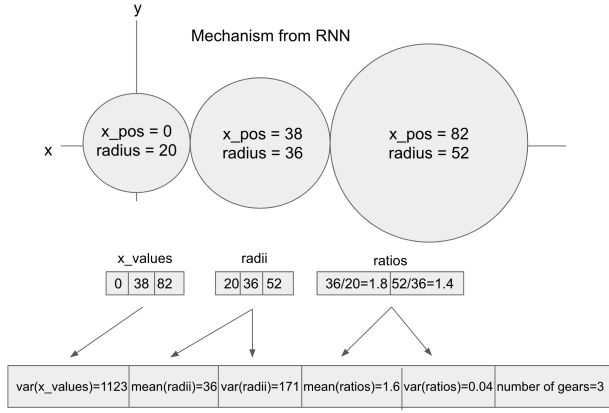 y
Mechanism from RNN
x
x_pos = 0
radius = 20
x_pos = 38
radius = 36
x_pos = 82
radius = 52
x_values
radii
ratios
0 38 82
20 36 52
36/20=1.8 52/36=1.4
var(x_values)=1123 mean(radii)=36 var(radii)=171 mean(ratios)=1.6 var(ratios)=0.04 number of gears=3